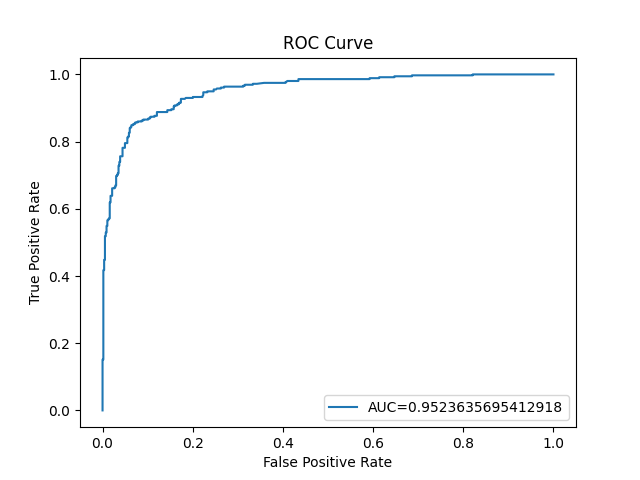 ROC Curve
True Positive Rate
1.0
0.8
0.6
0.4
0.2
0.0
0.0 0.2 0.4 0.6 0.8 1.0
False Positive Rate
AUC=0.9523635695412918